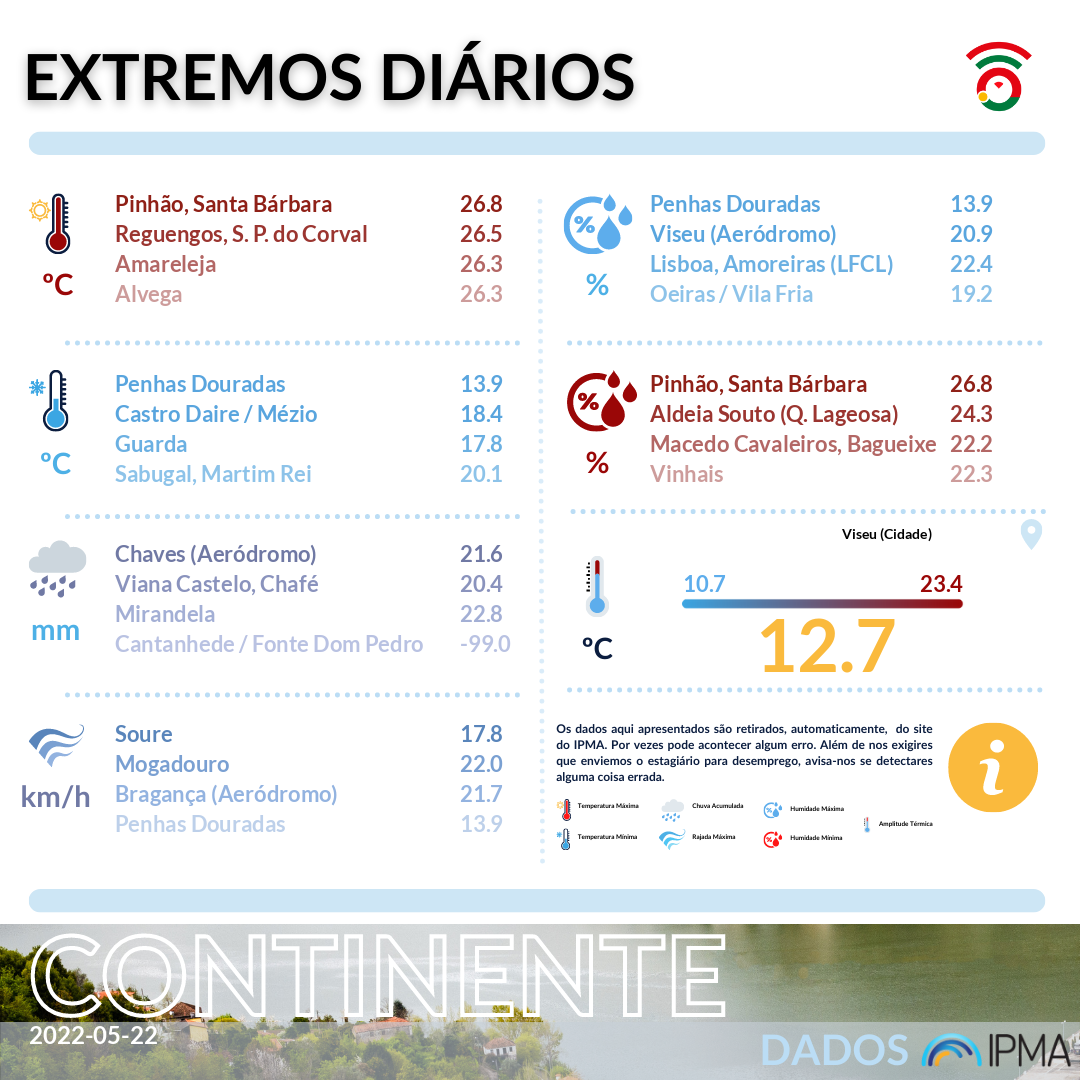 EXTREMOS DIÁRIOS
Pinhão, Santa Bárbara 26.8
Reguengos, S. P. do Corval 26.5
Amareleja 26.3
Alvega 26.3
°C
Penhas Douradas 13.9
Castro Daire / Mézio 18.4
Guarda 17.8
Sabugal, Martim Rei 20.1
°C
Chaves (Aeródromo) 21.6
Viana Castelo, Chafé 20.4
Mirandela 22.8
Cantanhede / Fonte Dom Pedro -99.0
mm
Soure 17.8
Mogadouro 22.0
Bragança (Aeródromo) 21.7
Penhas Douradas 13.9
km/h
%
Penhas Douradas 13.9
Viseu (Aeródromo) 20.9
Lisboa, Amoreiras (LFCL) 22.4
Oeiras / Vila Fria 19.2
%
%
Pinhão, Santa Bárbara 26.8
Aldeia Souto (Q. Lageosa) 24.3
Macedo Cavaleiros, Bagueixe 22.2
Vinhais 22.3
%
Viseu (Cidade)
10.7 23.4
12.7
°C
Os dados aqui apresentados são retirados, automaticamente, do site
do IPMA. Por vezes pode acontecer algum erro. Além de nos exigires
que enviemos o estagiário para desemprego, avisa-nos se detectares
alguma coisa errada.
i
Temperatura Máxima
Chuva Acumulada
Humidade Máxima
Amplitude Térmica
Temperatura Mínima
Rajada Máxima
Humidade Mínima
CONTINENTE
2022-05-22
DADOS IPMA